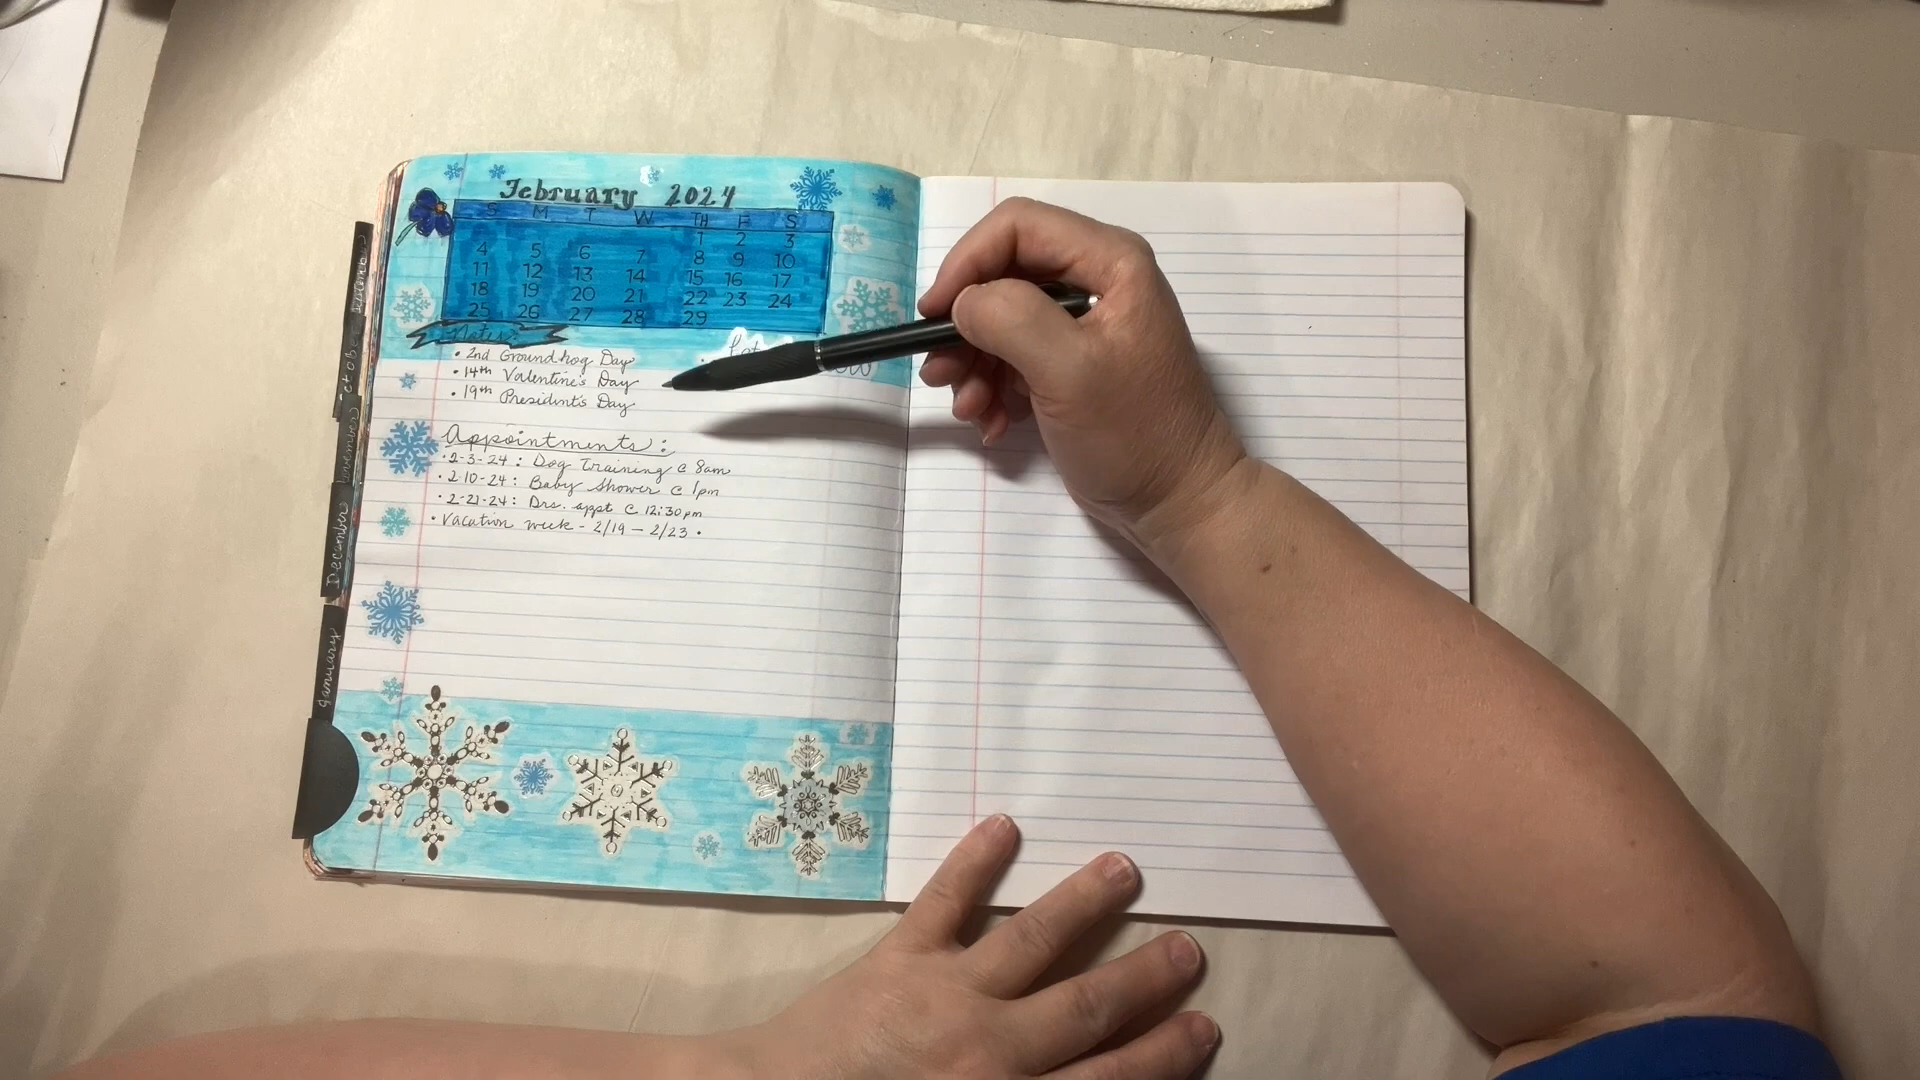 February 2024
S M T W TH F S
1 2 3
4 5 6 7 8 9 10
11 12 13 14 15 16 17
18 19 20 21 22 23 24
25 26 27 28 29
Notes:
• 2nd Groundhog Day
• 14th Valentine's Day
• 19th President's Day
Appointments:
• 2-3-24: Dog Training @ 8am
• 2-10-24: Baby Shower @ 1pm
• 2-21-24: Drs. appt @ 12:30pm
• Vacation week - 2/19 - 2/23 •
October
November
December
January